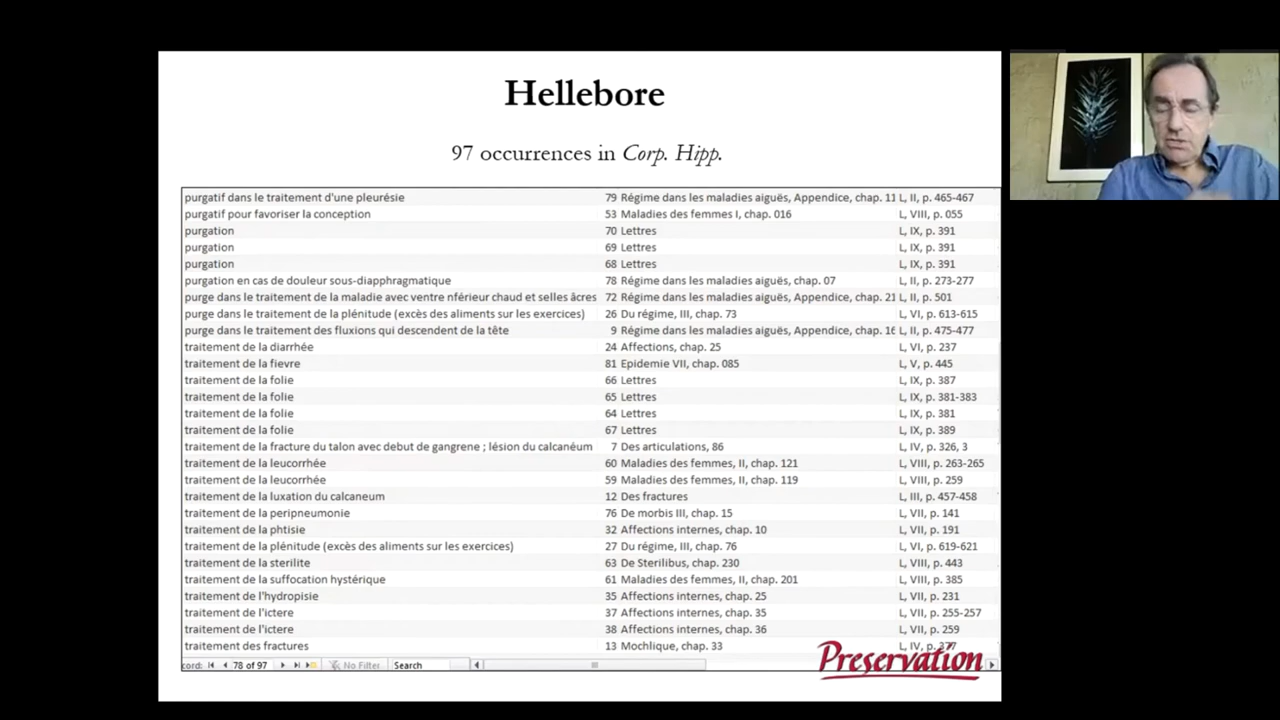 Hellebore
97 occurrences in Corp. Hipp.
purgatif dans le traitement d'une pleurésie 79 Régime dans les maladies aiguës, Appendice, chap. 11 L, II, p. 465-467
purgatif pour favoriser la conception 53 Maladies des femmes I, chap. 016 L, VIII, p. 055
purgation 70 Lettres L, IX, p. 391
purgation 69 Lettres L, IX, p. 391
purgation 68 Lettres L, IX, p. 391
purgation en cas de douleur sous-diapphragmatique 78 Régime dans les maladies aiguës, chap. 07 L, II, p. 273-277
purge dans le traitement de la maladie avec ventre nférieur chaud et selles âcres 72 Régime dans les maladies aiguës, Appendice, chap. 21 L, II, p. 501
purge dans le traitement de la plénitude (excès des aliments sur les exercices) 26 Du régime, III, chap. 73 L, VI, p. 613-615
purge dans le traitement des fluxions qui descendent de la tête 9 Régime dans les maladies aiguës, Appendice, chap. 16 L, II, p. 475-477
traitement de la diarrhée 24 Affections, chap. 25 L, VI, p. 237
traitement de la fievre 81 Epidemie VII, chap. 085 L, V, p. 445
traitement de la folie 66 Lettres L, IX, p. 387
traitement de la folie 65 Lettres L, IX, p. 381-383
traitement de la folie 64 Lettres L, IX, p. 381
traitement de la folie 67 Lettres L, IX, p. 389
traitement de la fracture du talon avec debut de gangrene ; lésion du calcanéum 7 Des articulations, 86 L, IV, p. 326, 3
traitement de la leucorrhée 60 Maladies des femmes, II, chap. 121 L, VIII, p. 263-265
traitement de la leucorrhée 59 Maladies des femmes, II, chap. 119 L, VIII, p. 259
traitement de la luxation du calcaneum 12 Des fractures L, III, p. 457-458
traitement de la peripneumonie 76 De morbis III, chap. 15 L, VII, p. 141
traitement de la phtisie 32 Affections internes, chap. 10 L, VII, p. 191
traitement de la plénitude (excès des aliments sur les exercices) 27 Du régime, III, chap. 76 L, VI, p. 619-621
traitement de la sterilite 63 De Sterilibus, chap. 230 L, VIII, p. 443
traitement de la suffocation hystérique 61 Maladies des femmes, II, chap. 201 L, VIII, p. 385
traitement de l'hydropisie 35 Affections internes, chap. 25 L, VII, p. 231
traitement de l'ictere 37 Affections internes, chap. 35 L, VII, p. 255-257
traitement de l'ictere 38 Affections internes, chap. 36 L, VII, p. 259
traitement des fractures 13 Mochlique, chap. 33 L, IV, p. 377
cord: 78 of 97 No Filter Search
Preservation